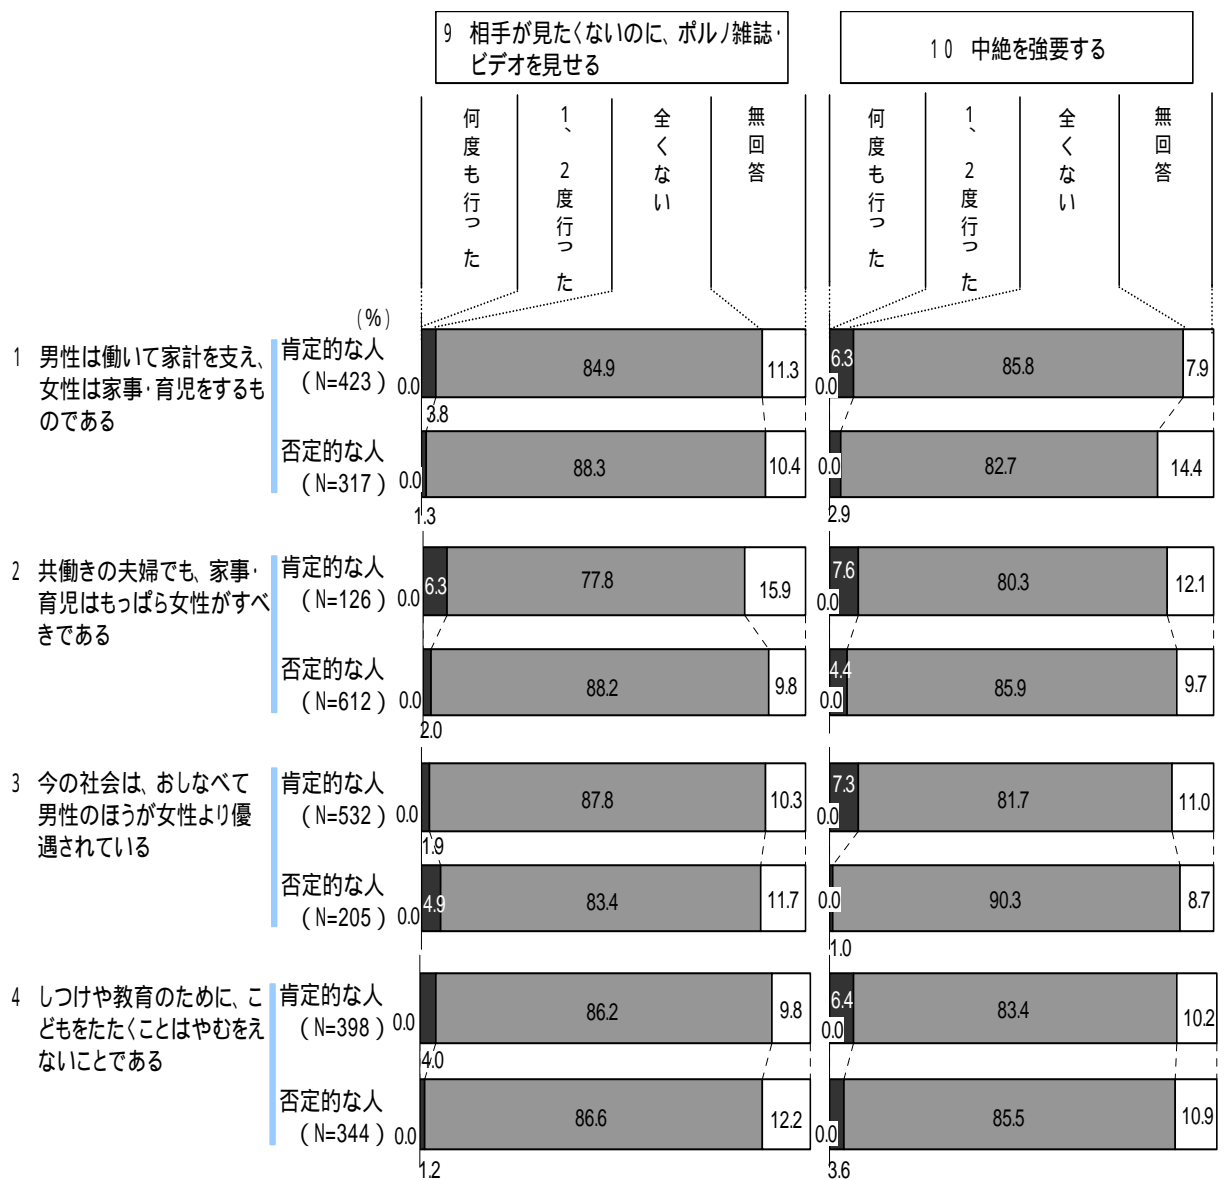 9 相手が見たくないのに、ポルノ雑誌・
ビデオを見せる
10 中絶を強要する
何度も行った
1、2度行った
全くない
無回答
何度も行った
1、2度行った
全くない
無回答
(%)
1 男性は働いて家計を支え、
女性は家事・育児をするも
のである
肯定的な人
(N=423)
0.0
3.8
84.9
11.3
0.0
6.3
85.8
7.9
否定的な人
(N=317)
0.0
1.3
88.3
10.4
0.0
2.9
82.7
14.4
2 共働きの夫婦でも、家事・
育児はもっぱら女性がすべ
きである
肯定的な人
(N=126)
0.0
6.3
77.8
15.9
0.0
7.6
80.3
12.1
否定的な人
(N=612)
0.0
2.0
88.2
9.8
0.0
4.4
85.9
9.7
3 今の社会は、おしなべて
男性のほうが女性より優
遇されている
肯定的な人
(N=532)
0.0
1.9
87.8
10.3
0.0
7.3
81.7
11.0
否定的な人
(N=205)
0.0
4.9
83.4
11.7
0.0
1.0
90.3
8.7
4 しつけや教育のために、こ
どもをたたくことはやむをえ
ないことである
肯定的な人
(N=398)
0.0
4.0
86.2
9.8
0.0
6.4
83.4
10.2
否定的な人
(N=344)
0.0
1.2
86.6
12.2
0.0
3.6
85.5
10.9